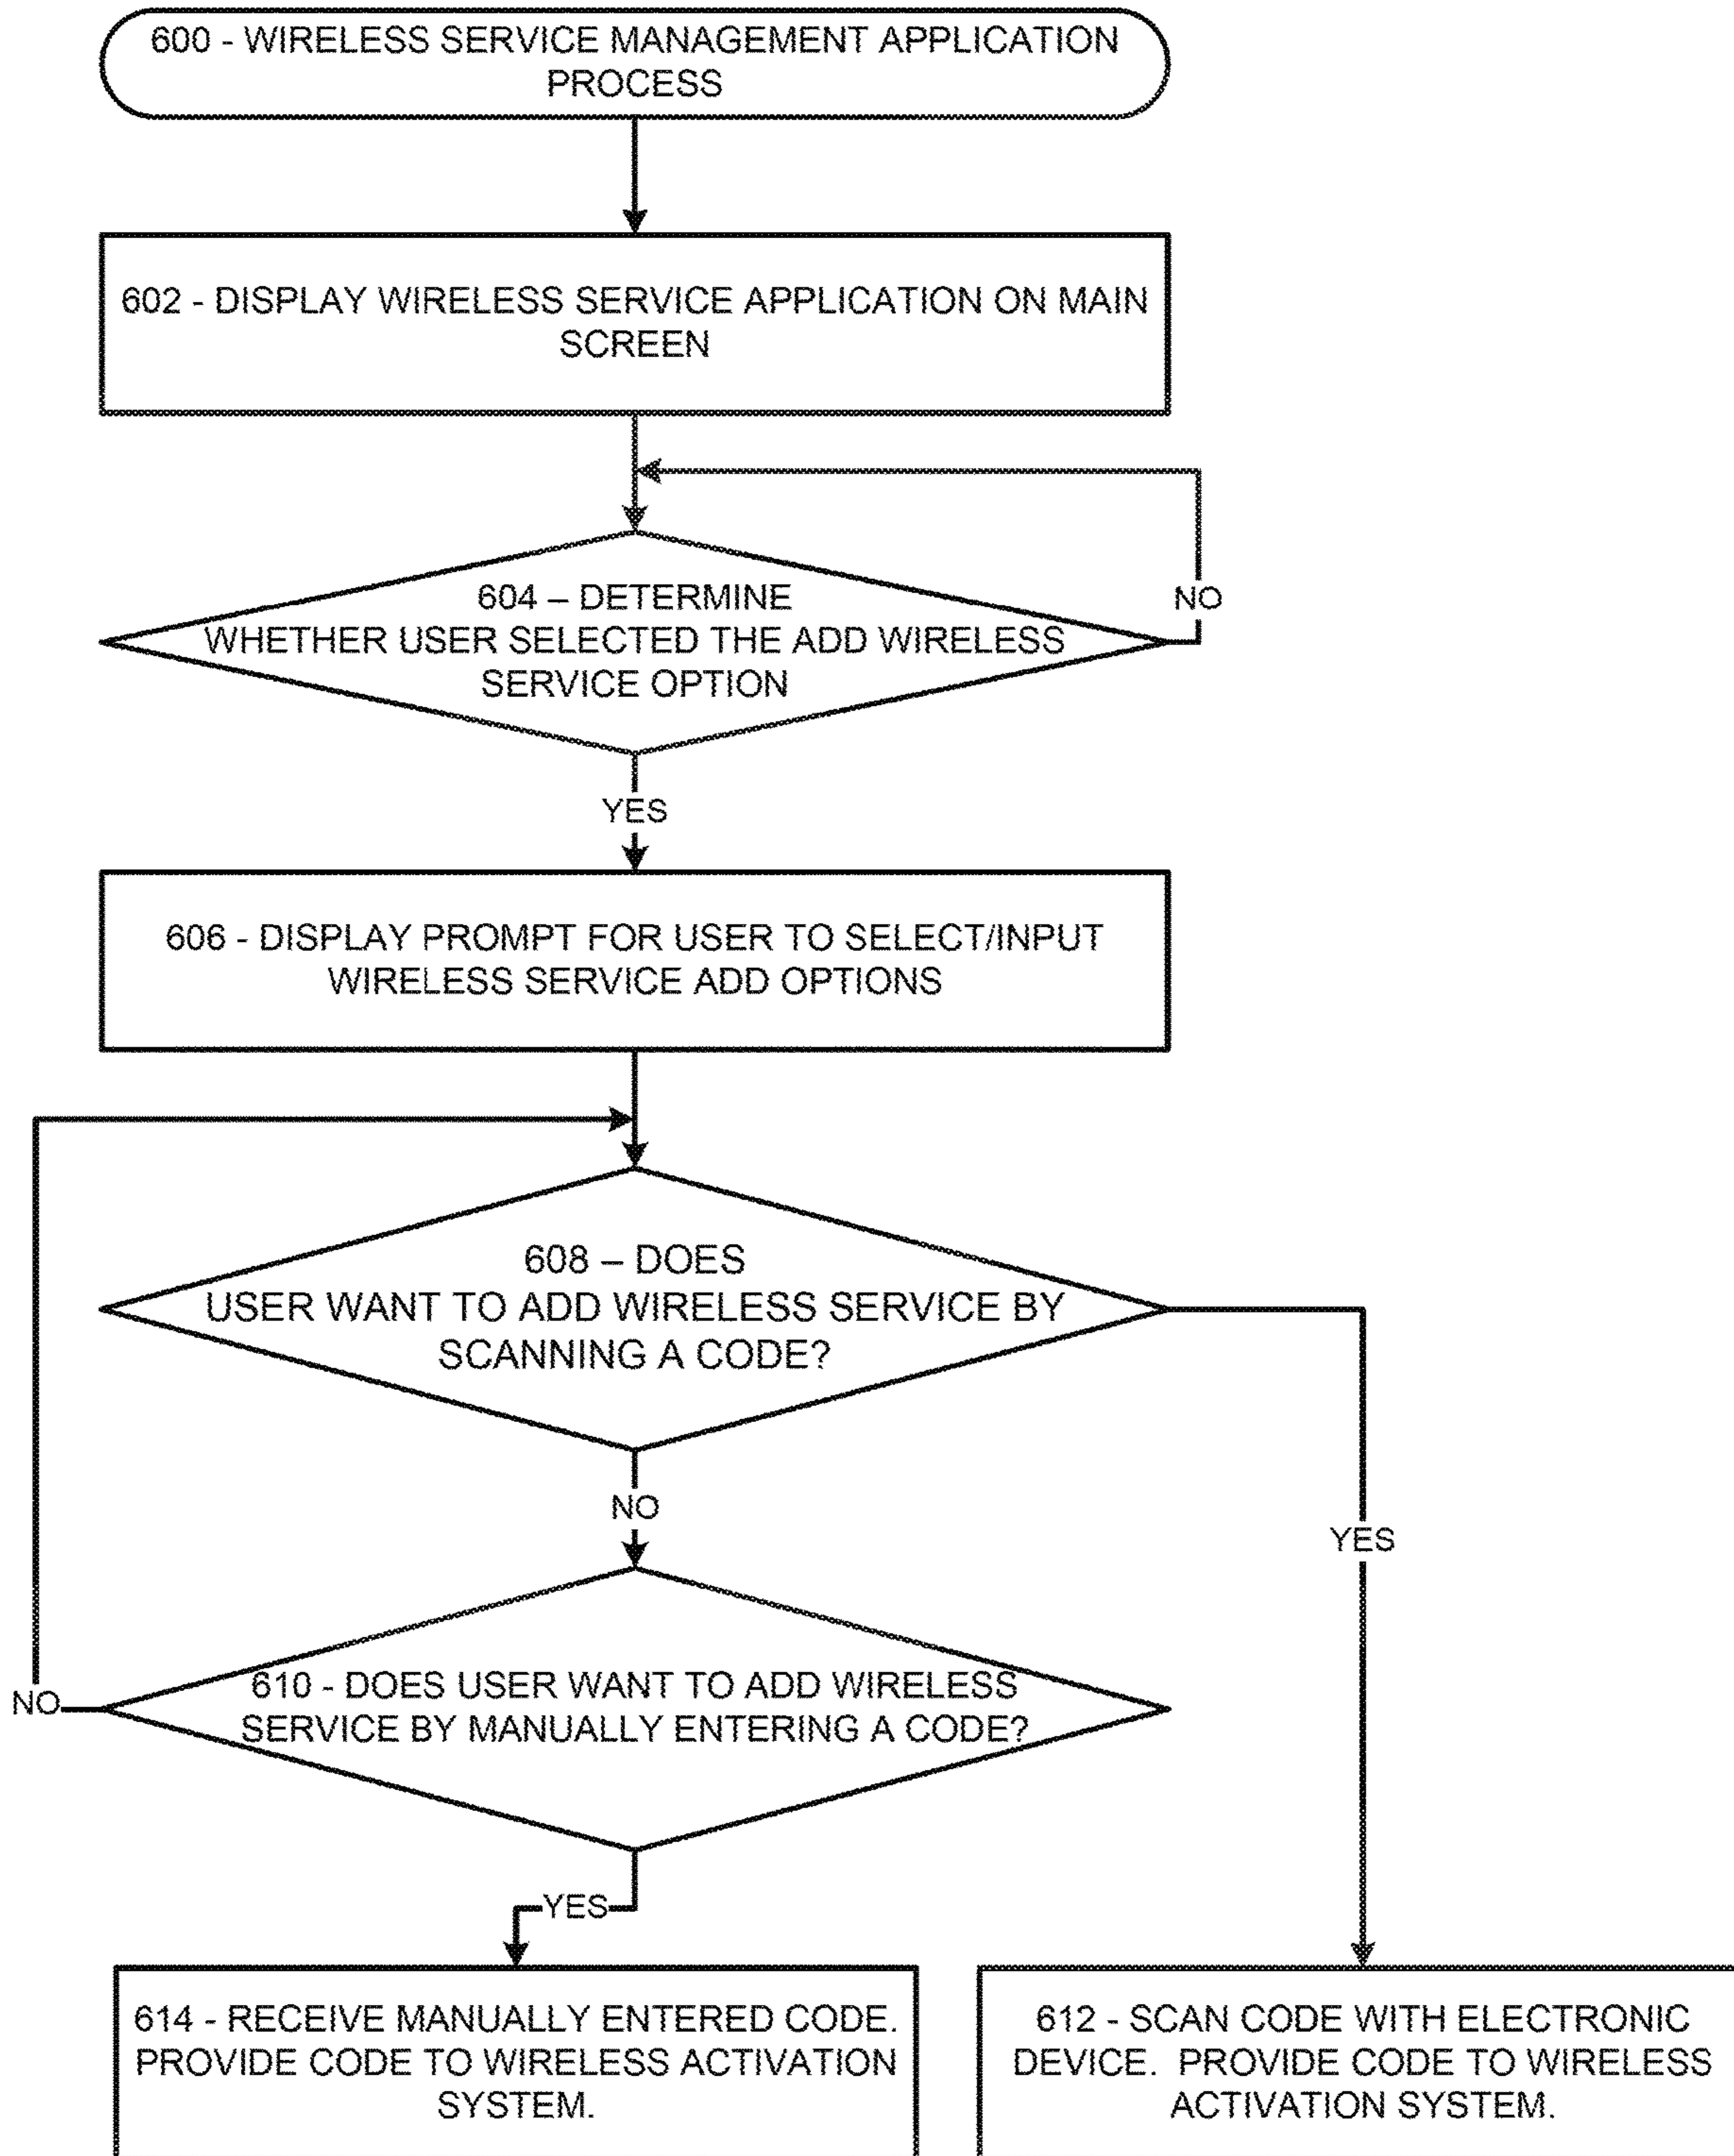 600 - WIRELESS SERVICE MANAGEMENT APPLICATION
PROCESS
602 - DISPLAY WIRELESS SERVICE APPLICATION ON MAIN
SCREEN
604 – DETERMINE
WHETHER USER SELECTED THE ADD WIRELESS
SERVICE OPTION
NO
YES
606 - DISPLAY PROMPT FOR USER TO SELECT/INPUT
WIRELESS SERVICE ADD OPTIONS
608 – DOES
USER WANT TO ADD WIRELESS SERVICE BY
SCANNING A CODE?
NO
YES
610 - DOES USER WANT TO ADD WIRELESS
SERVICE BY MANUALLY ENTERING A CODE?
NO
YES
614 - RECEIVE MANUALLY ENTERED CODE.
PROVIDE CODE TO WIRELESS ACTIVATION
SYSTEM.
612 - SCAN CODE WITH ELECTRONIC
DEVICE.  PROVIDE CODE TO WIRELESS
ACTIVATION SYSTEM.